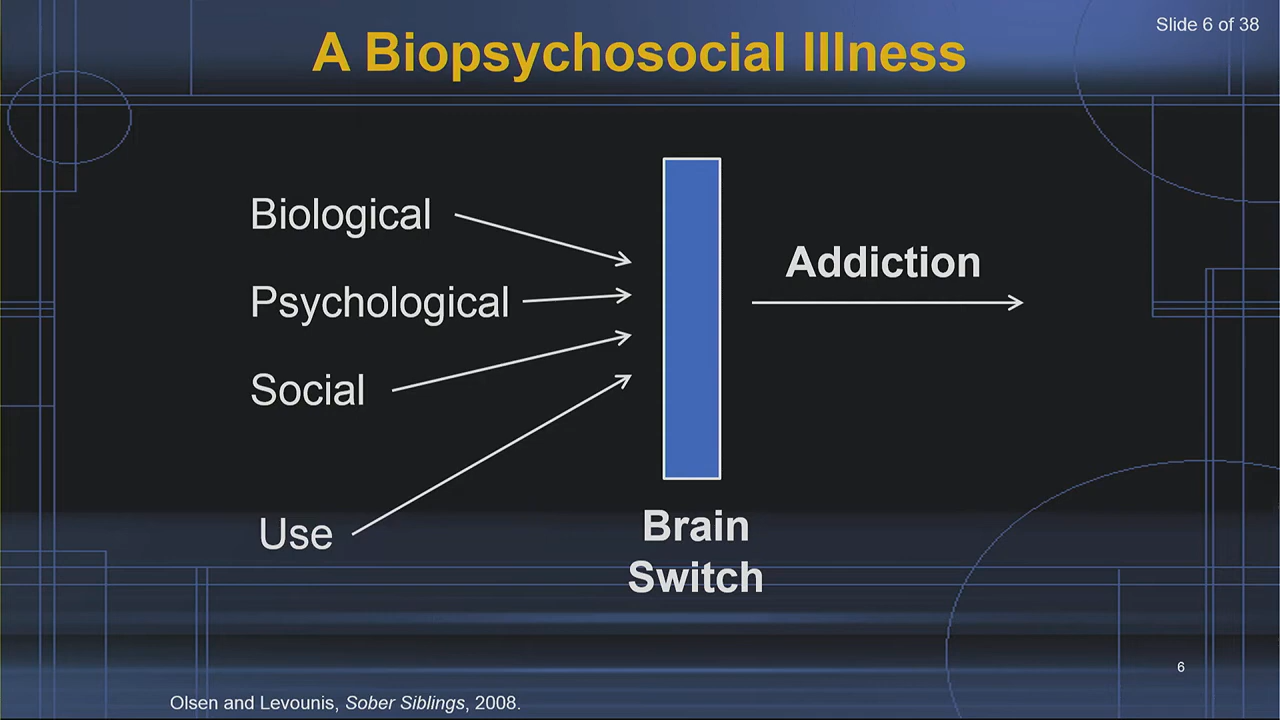 Slide 6 of 38
A Biopsychosocial Illness
Biological
Psychological
Social
Use
Addiction
Brain
Switch
6
Olsen and Levounis, Sober Siblings, 2008.